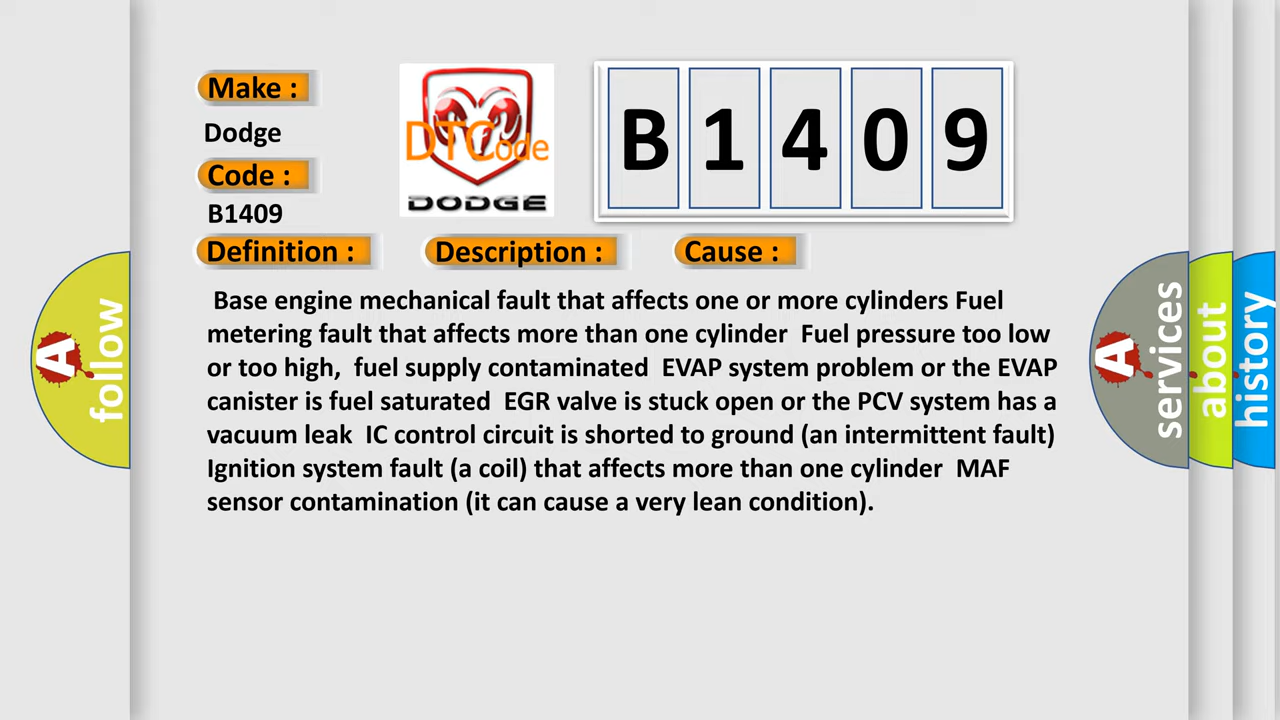 Make :
Dodge
Code :
B1409
DTCode
DODGE
B 1 4 0 9
Definition : Description : Cause :
Base engine mechanical fault that affects one or more cylinders Fuel
metering fault that affects more than one cylinder Fuel pressure too low
or too high, fuel supply contaminated EVAP system problem or the EVAP
canister is fuel saturated EGR valve is stuck open or the PCV system has a
vacuum leak IC control circuit is shorted to ground (an intermittent fault)
Ignition system fault (a coil) that affects more than one cylinder MAF
sensor contamination (it can cause a very lean condition).
A follow
A services
about
history